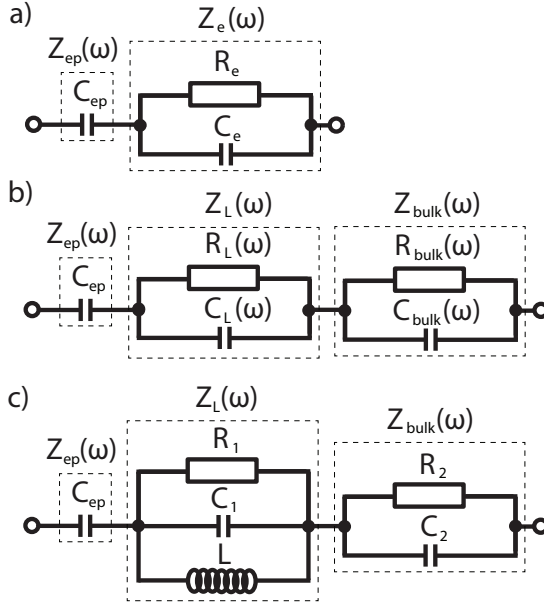 a)
Z_e(ω)
Z_ep(ω)
R_e
C_ep
C_e
b)
Z_L(ω)
Z_bulk(ω)
Z_ep(ω)
R_L(ω)
R_bulk(ω)
C_ep
C_L(ω)
C_bulk(ω)
c)
Z_L(ω)
Z_bulk(ω)
Z_ep(ω)
R_1
R_2
C_ep
C_1
C_2
L